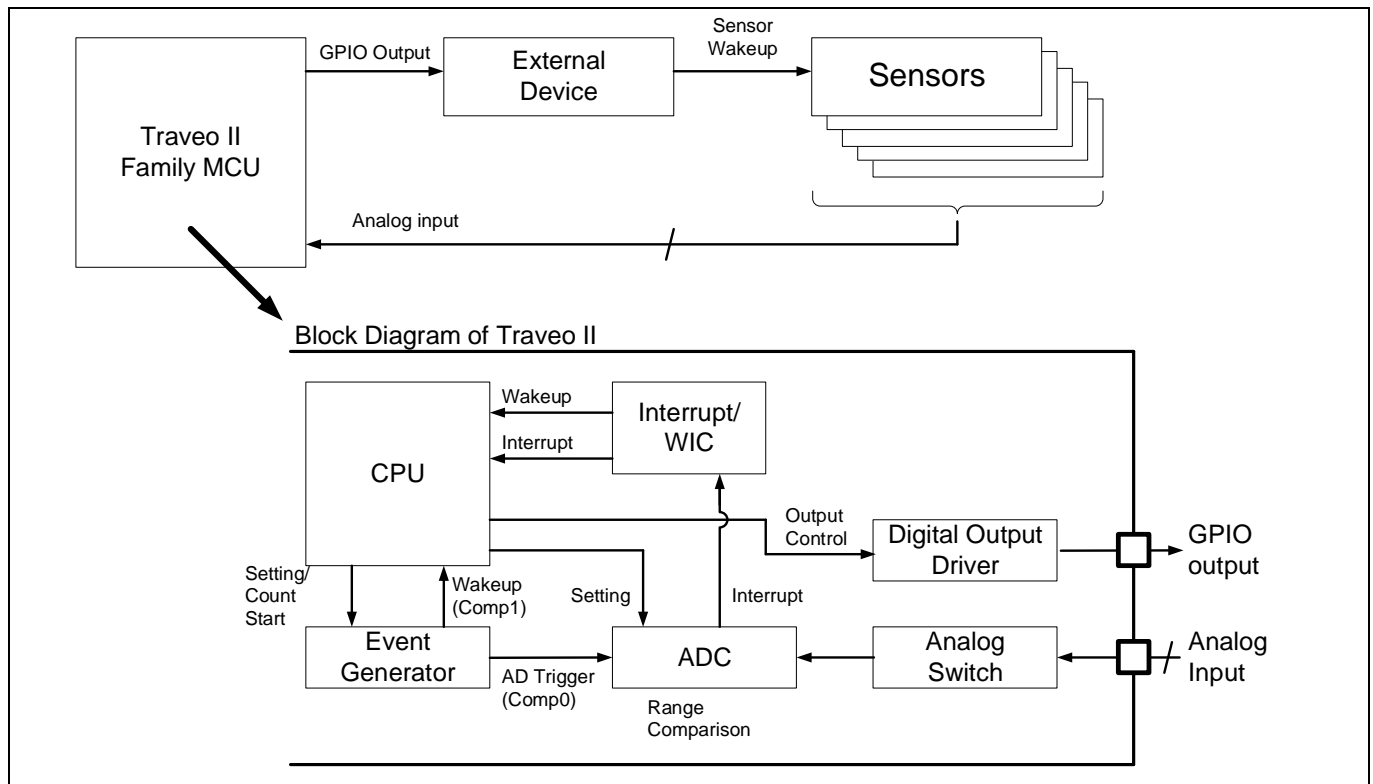 GPIO Output
Sensor
Wakeup
External
Device
Sensors
Traveo II
Family MCU
Analog input
Block Diagram of Traveo II
Wakeup
Interrupt/
WIC
Interrupt
CPU
Output
Control
Digital Output
Driver
GPIO
output
Setting/
Count
Start
Wakeup
(Comp1)
Setting
Interrupt
Event
Generator
AD Trigger
(Comp0)
ADC
Analog
Switch
Analog
Input
Range
Comparison